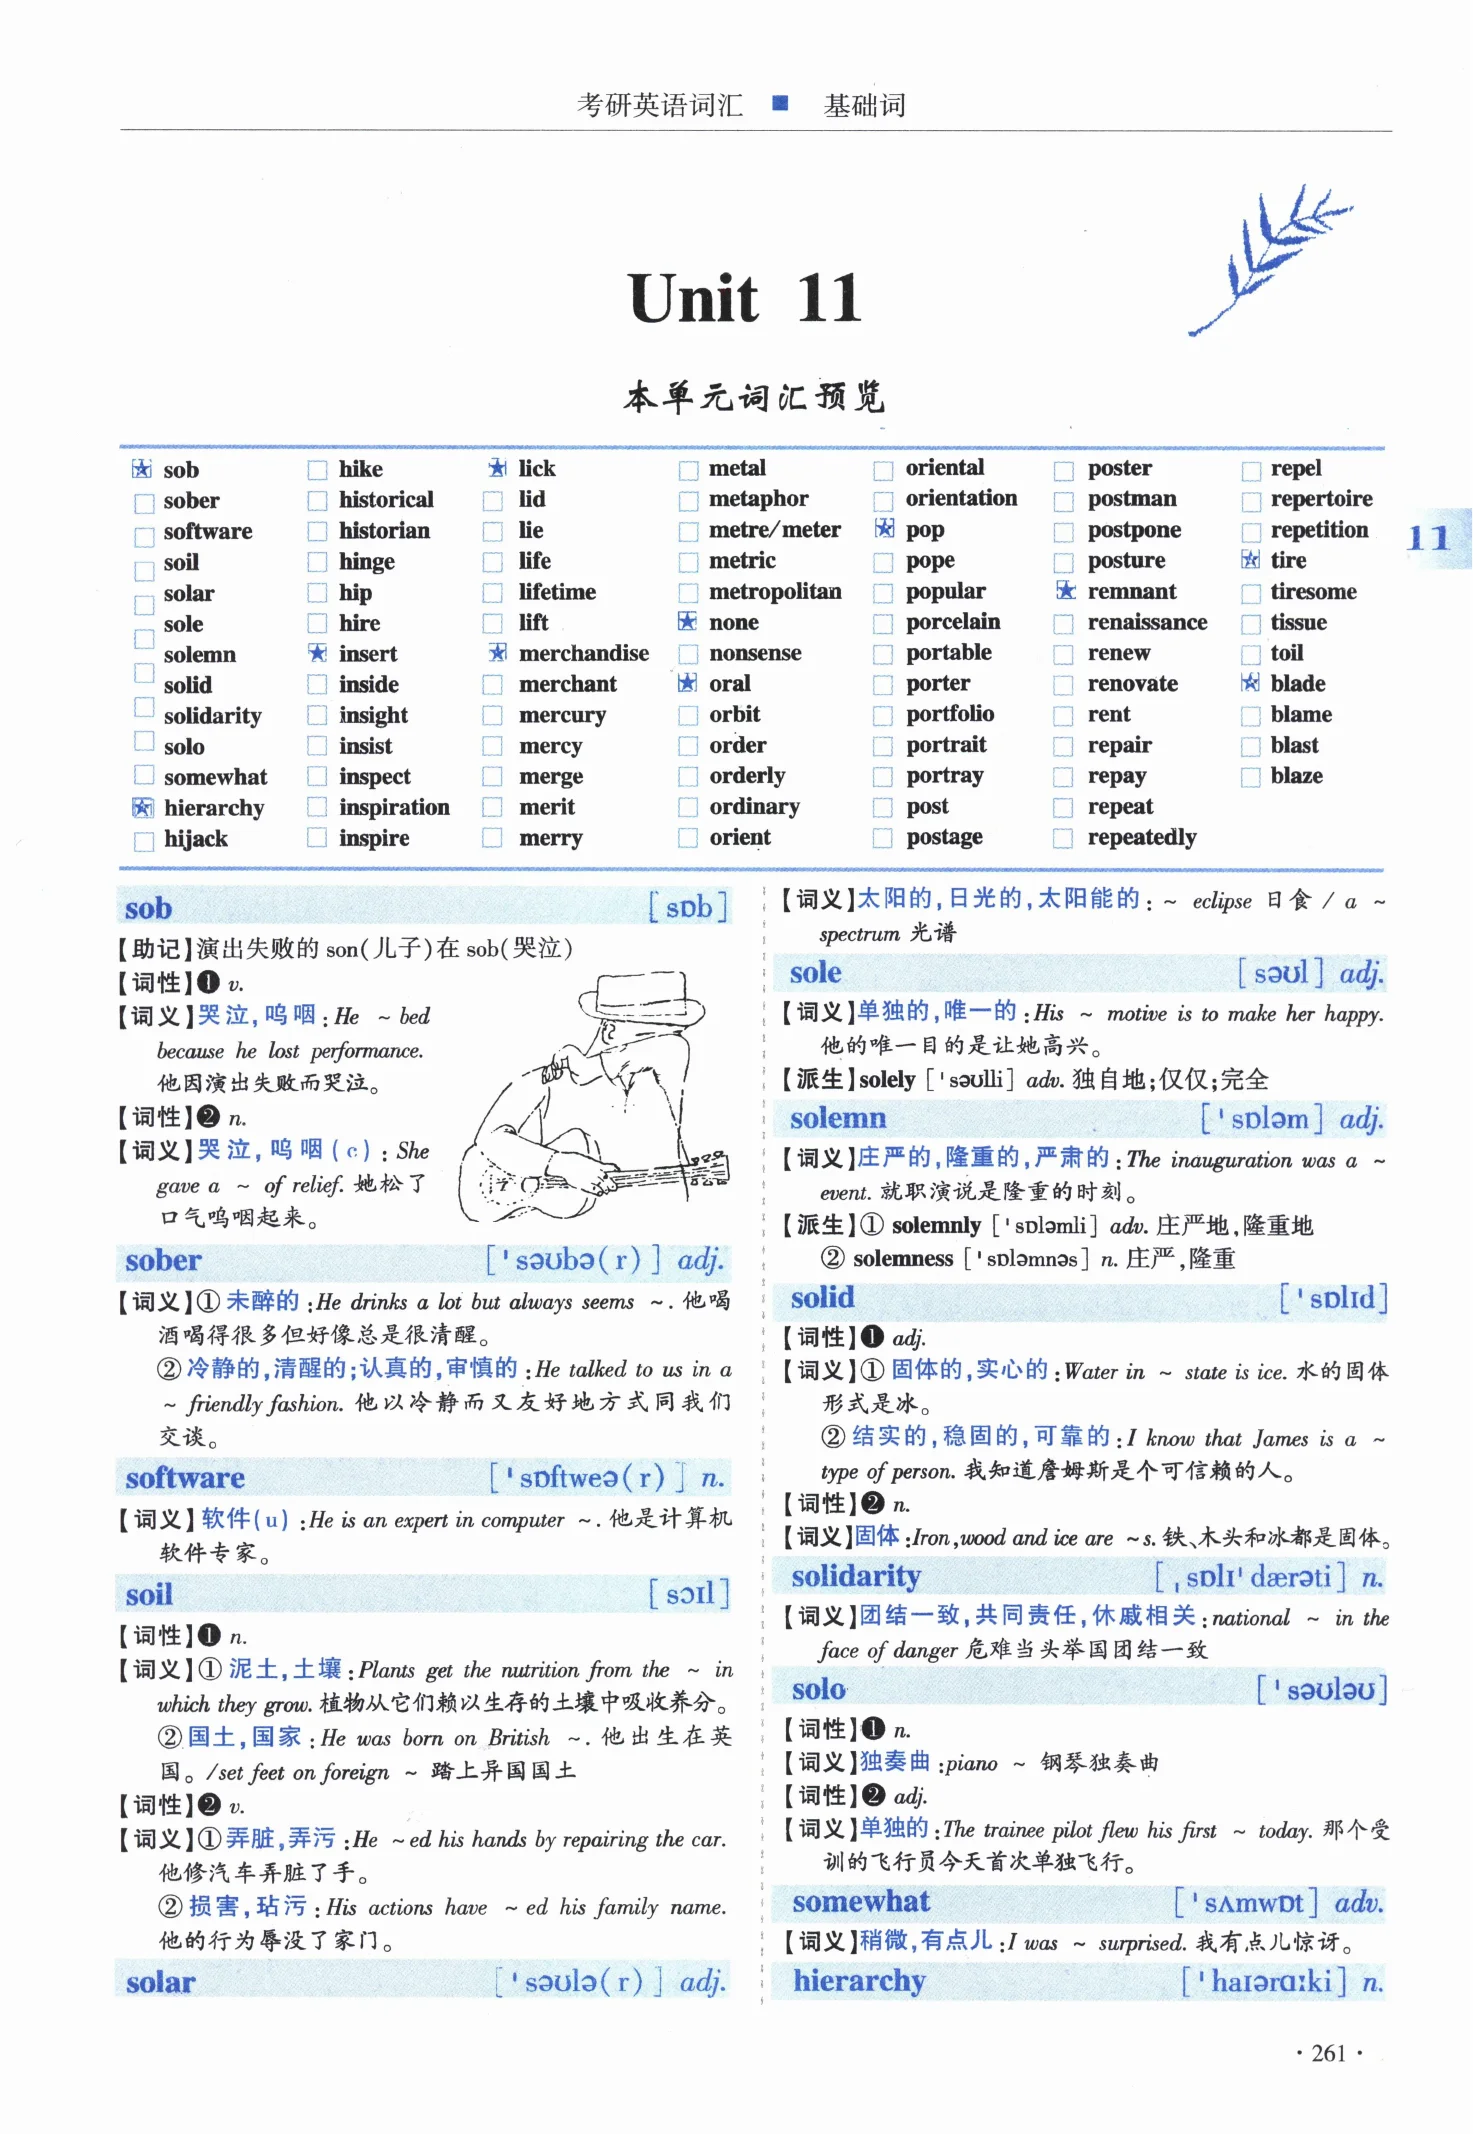 考研英语词汇 ■ 基础词
Unit 11
本单元词汇预览
sob hike lick metal oriental poster repel
sober historical lid metaphor orientation postman repertoire
software historian lie metre/meter pop postpone repetition
soil hinge life metric pope posture tire
solar hip lifetime metropolitan popular remnant tiresome
sole hire lift none porcelain renaissance tissue
solemn insert merchandise nonsense portable renew toil
solid inside merchant oral porter renovate blade
solidarity insight mercury orbit portfolio rent blame
solo insist mercy order portrait repair blast
somewhat inspect merge orderly portray repay blaze
hierarchy inspiration merit ordinary post repeat
hijack inspire merry orient postage repeatedly
11
sob [sɒb]
【助记】演出失败的 son(儿子)在 sob(哭泣)
【词性】❶ v.
【词义】哭泣,呜咽:He ~ bed
because he lost performance.
他因演出失败而哭泣。
【词性】❷ n.
【词义】哭泣,呜咽(c):She
gave a ~ of relief. 她松了
口气呜咽起来。
sober [ˈsəʊbə(r)] adj.
【词义】①未醉的:He drinks a lot but always seems ~. 他喝
酒喝得很多但好像总是很清醒。
②冷静的,清醒的;认真的,审慎的:He talked to us in a
~ friendly fashion. 他以冷静而又友好地方式同我们
交谈。
software [ˈsɒftweə(r)] n.
【词义】软件(u):He is an expert in computer ~. 他是计算机
软件专家。
soil [sɔɪl]
【词性】❶ n.
【词义】①泥土,土壤:Plants get the nutrition from the ~ in
which they grow. 植物从它们赖以生存的土壤中吸收养分。
②国土,国家:He was born on British ~. 他出生在英
国。/set feet on foreign ~ 踏上异国国土
【词性】❷ v.
【词义】①弄脏,弄污:He ~ed his hands by repairing the car.
他修汽车弄脏了手。
②损害,玷污:His actions have ~ ed his family name.
他的行为辱没了家门。
solar [ˈsəʊlə(r)] adj.
【词义】太阳的,日光的,太阳能的:~ eclipse 日食 / a ~
spectrum 光谱
sole [səʊl] adj.
【词义】单独的,唯一的:His ~ motive is to make her happy.
他的唯一目的是让她高兴。
【派生】solely [ˈsəʊlli] adv. 独自地;仅仅;完全
solemn [ˈsɒləm] adj.
【词义】庄严的,隆重的,严肃的:The inauguration was a ~
event. 就职演说是隆重的时刻。
【派生】① solemnly [ˈsɒləmli] adv. 庄严地,隆重地
② solemness [ˈsɒləmnəs] n. 庄严,隆重
solid [ˈsɒlɪd]
【词性】❶ adj.
【词义】①固体的,实心的:Water in ~ state is ice. 水的固体
形式是冰。
②结实的,稳固的,可靠的:I know that James is a ~
type of person. 我知道詹姆斯是个可信赖的人。
【词性】❷ n.
【词义】固体:Iron,wood and ice are ~s. 铁、木头和冰都是固体。
solidarity [ˌsɒlɪˈdærəti] n.
【词义】团结一致,共同责任,休戚相关:national ~ in the
face of danger 危难当头举国团结一致
solo [ˈsəʊləʊ]
【词性】❶ n.
【词义】独奏曲:piano ~ 钢琴独奏曲
【词性】❷ adj.
【词义】单独的:The trainee pilot flew his first ~ today. 那个受
训的飞行员今天首次单独飞行。
somewhat [ˈsʌmwɒt] adv.
【词义】稍微,有点儿:I was ~ surprised. 我有点儿惊讶。
hierarchy [ˈhaɪərɑːki] n.
·261·